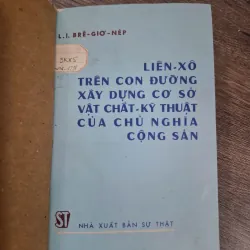 L.I. BRÊ-GIƠ-NÉP
LIÊN-XÔ
TRÊN CON ĐƯỜNG
XÂY DỰNG CƠ SỞ
VẬT CHẤT-KỸ THUẬT
CỦA CHỦ NGHĨA
CỘNG SẢN
ST
NHÀ XUẤT BẢN SỰ THẬT